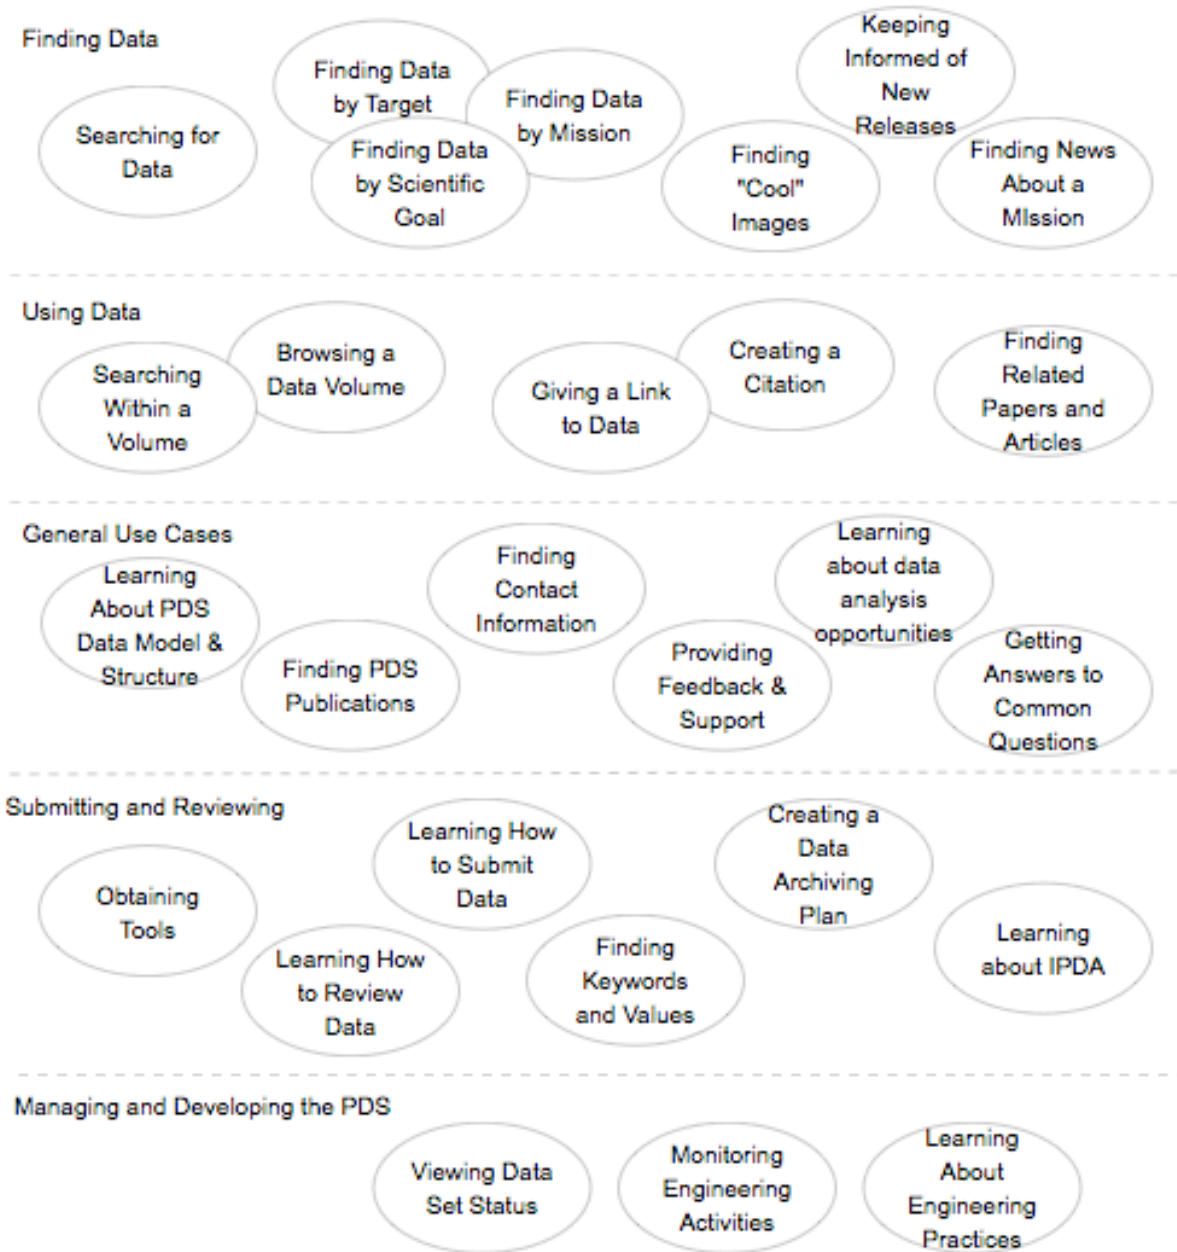 Finding Data
Searching for
Data
Finding Data
by Target
Finding Data
by Mission
Finding Data
by Scientific
Goal
Finding
"Cool"
Images
Keeping
Informed of
New
Releases
Finding News
About a
MIssion
Using Data
Searching
Within a
Volume
Browsing a
Data Volume
Giving a Link
to Data
Creating a
Citation
Finding
Related
Papers and
Articles
General Use Cases
Learning
About PDS
Data Model &
Structure
Finding PDS
Publications
Finding
Contact
Information
Providing
Feedback &
Support
Learning
about data
analysis
opportunities
Getting
Answers to
Common
Questions
Submitting and Reviewing
Obtaining
Tools
Learning How
to Review
Data
Learning How
to Submit
Data
Finding
Keywords
and Values
Creating a
Data
Archiving
Plan
Learning
about IPDA
Managing and Developing the PDS
Viewing Data
Set Status
Monitoring
Engineering
Activities
Learning
About
Engineering
Practices